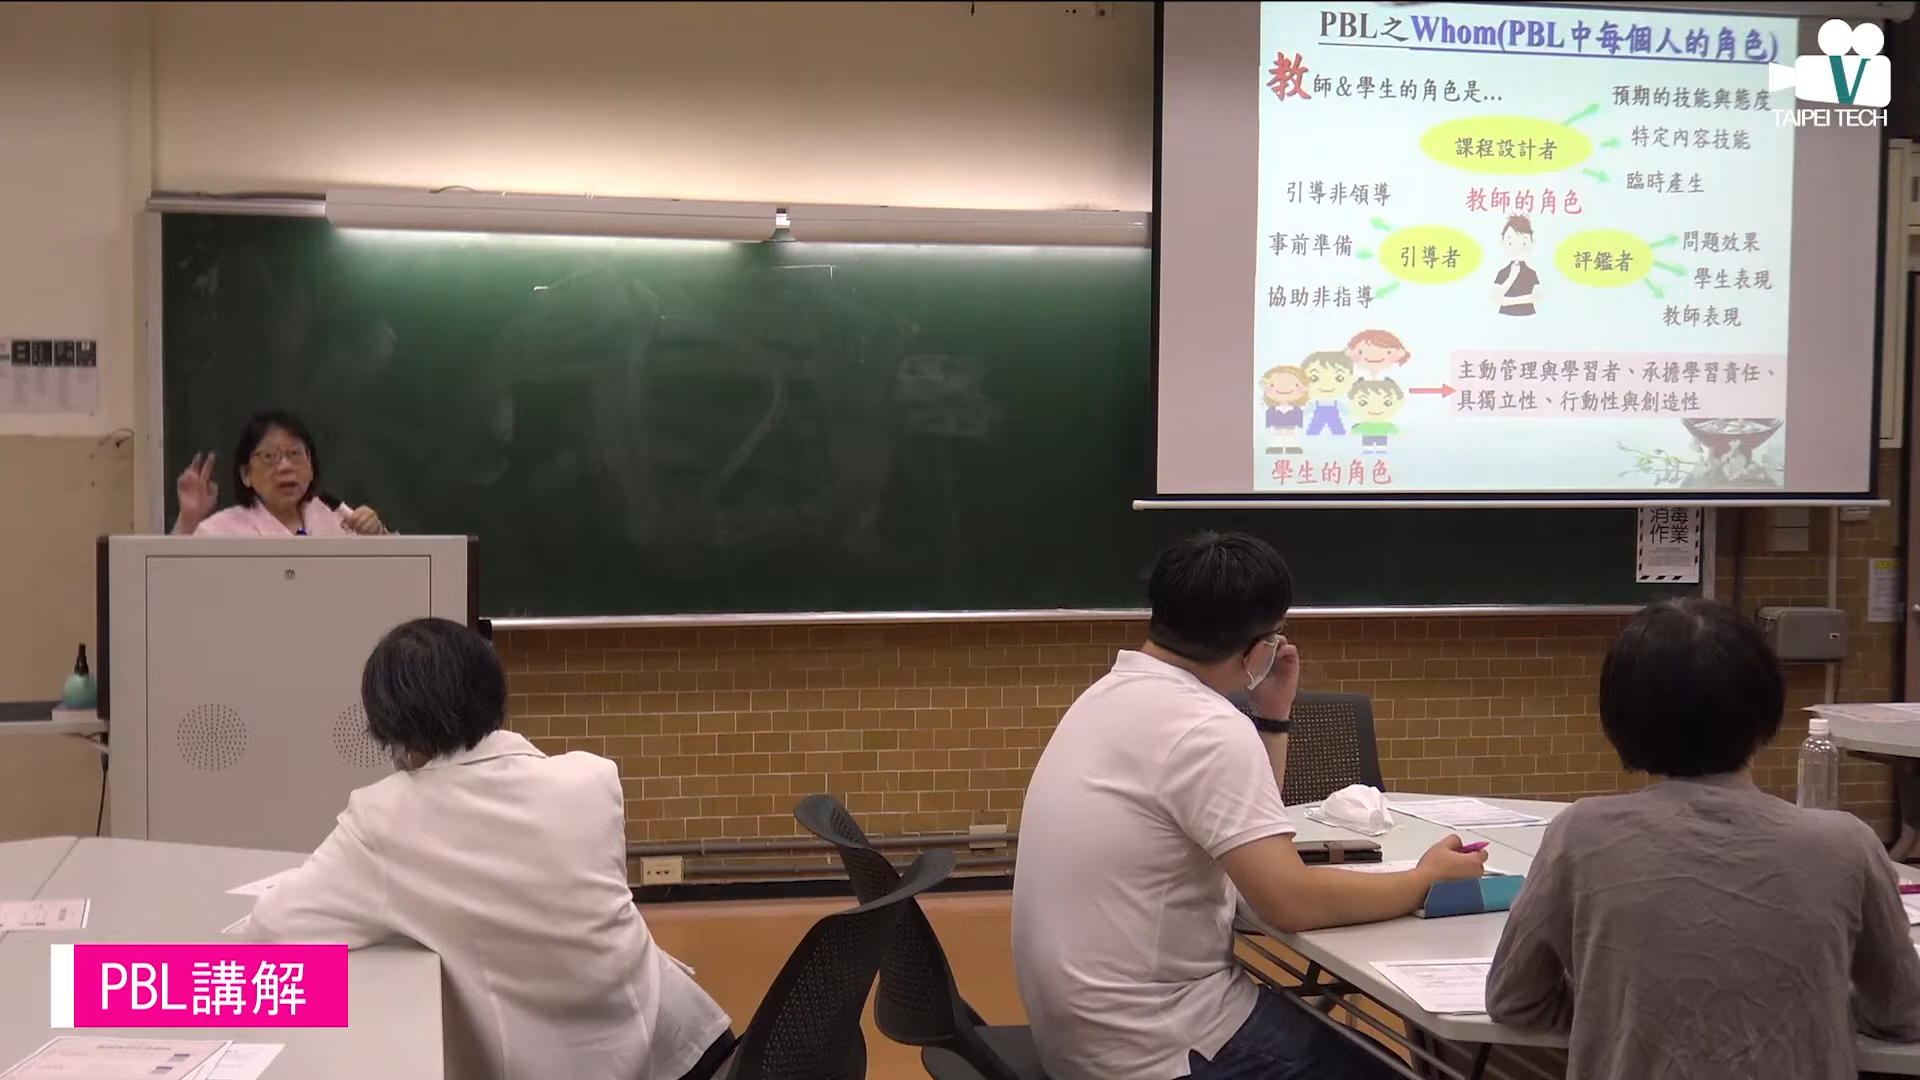 PBL之Whom(PBL中每個人的角色)
教師&學生的角色是...
預期的技能與態度
課程設計者
特定內容技能
臨時產生
引導非領導
教師的角色
事前準備
引導者
評鑑者
問題效果
學生表現
協助非指導
教師表現
主動管理與學習者、承擔學習責任、
具獨立性、行動性與創造性
學生的角色
V
TAIPEI TECH
消毒
作業
PBL講解